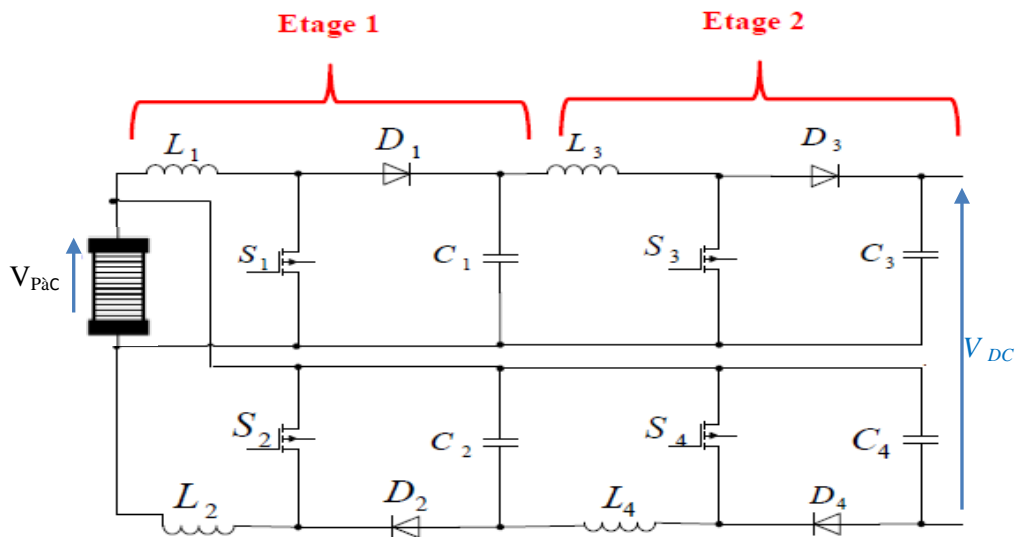 Etage 1
Etage 2
L1
D1
L3
D3
S1
C1
S3
C3
VPàC
V DC
S2
C2
S4
C4
L2
D2
L4
D4